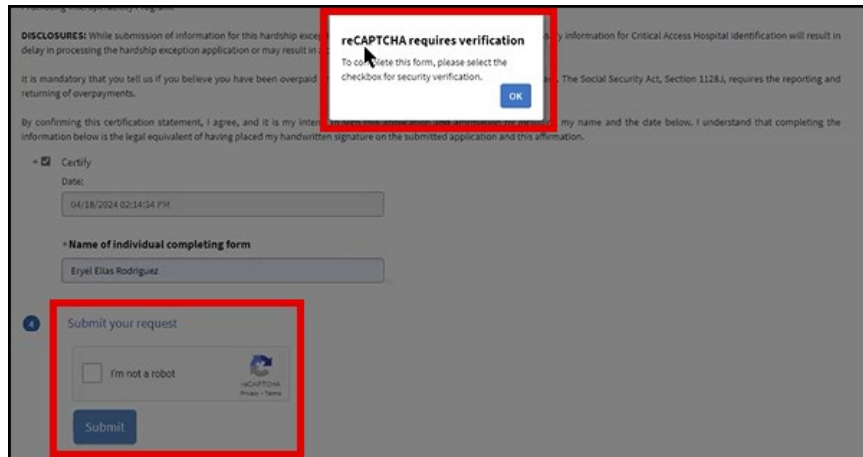 DISCLOSURES: While submission of information for this hardship information for Critical Access Hospital identification will result in
delay in processing the hardship exception application or may result in
reCAPTCHA requires verification
To complete this form, please select the
checkbox for security verification.
OK
It is mandatory that you tell us if you believe you have been overpaid The Social Security Act, Section 1128J, requires the reporting and
returning of overpayments.
By confirming this certification statement, I agree, and it is my my name and the date below. I understand that completing the
information below is the legal equivalent of having placed my handwritten signature on the submitted application and this affirmation.
* Certify
Date:
04/18/2024 02:14:34 PM
* Name of individual completing form
Eryel Elias Rodriguez
4 Submit your request
I'm not a robot
reCAPTCHA
Privacy - Terms
Submit